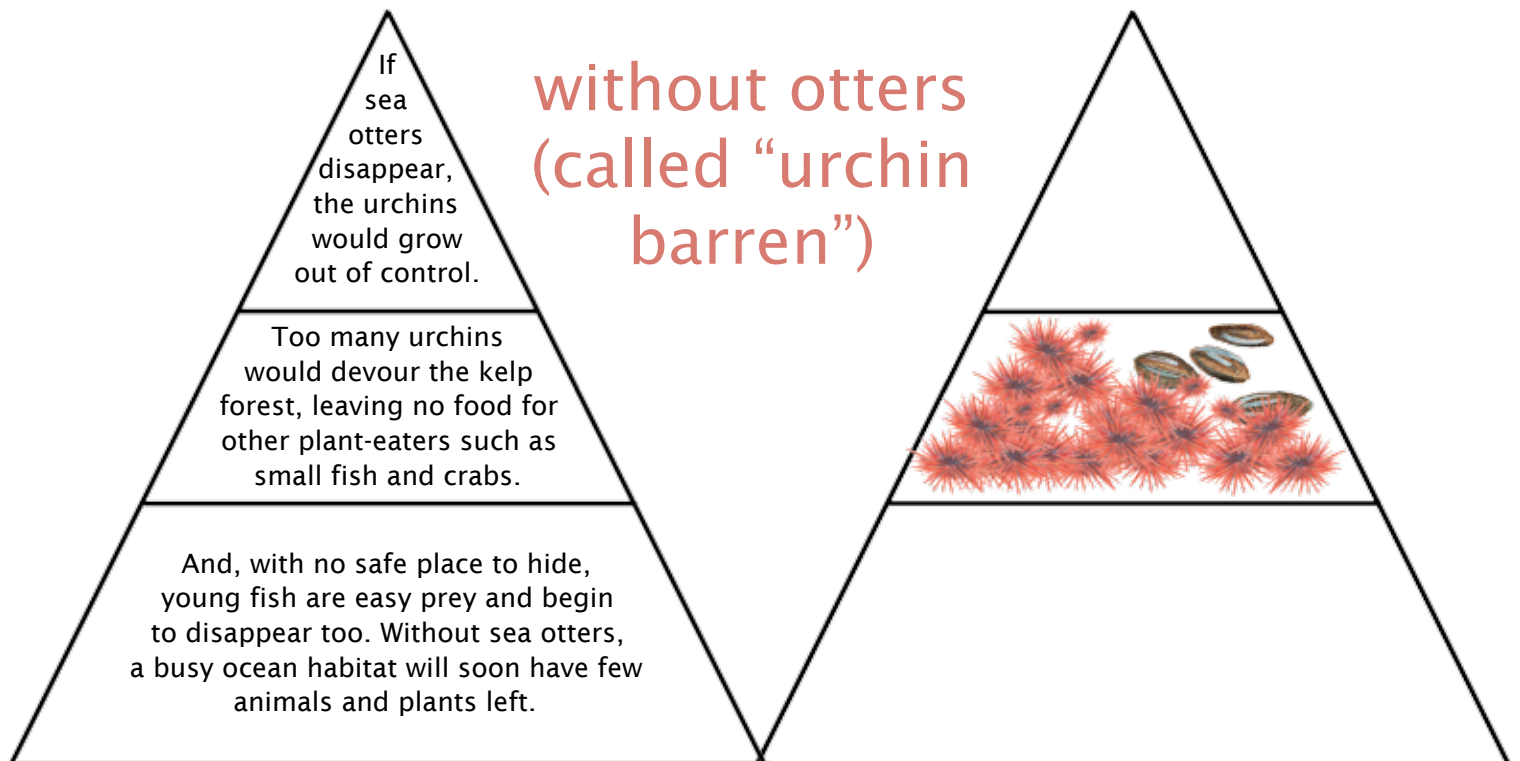 If
sea
otters
disappear,
the urchins
would grow
out of control.
without otters
(called “urchin
barren”)
Too many urchins
would devour the kelp
forest, leaving no food for
other plant-eaters such as
small fish and crabs.
And, with no safe place to hide,
young fish are easy prey and begin
to disappear too. Without sea otters,
a busy ocean habitat will soon have few
animals and plants left.